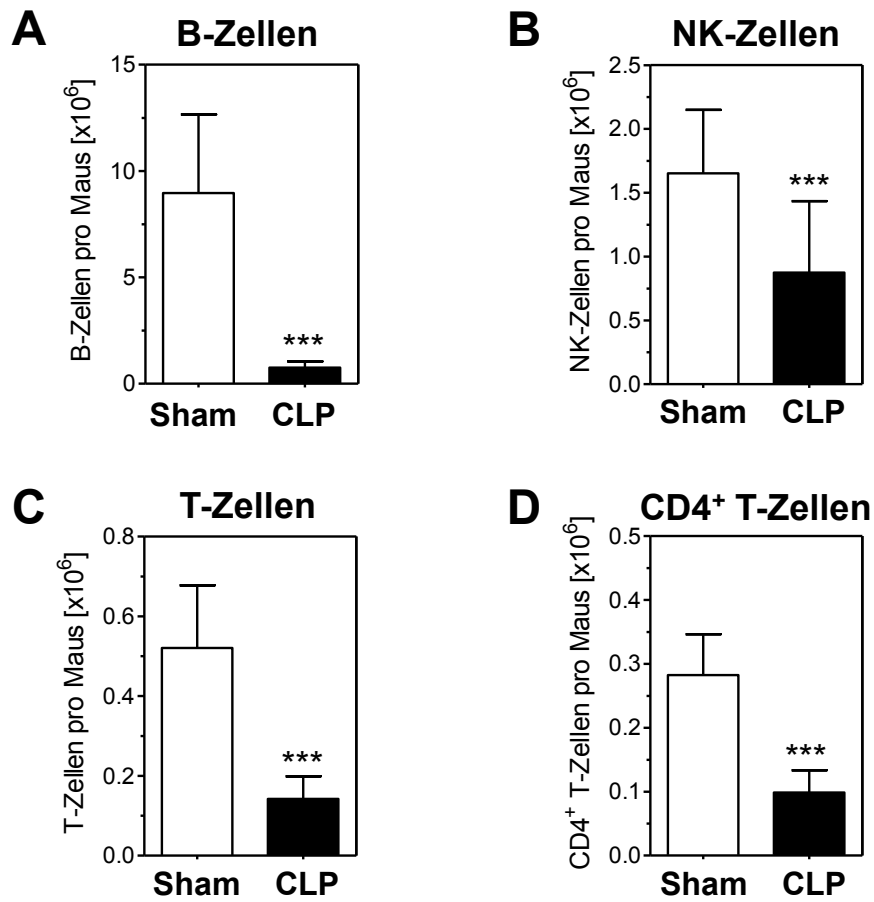 A
B-Zellen
B-Zellen pro Maus [x10⁶]
15
10
5
0
***
Sham CLP
B
NK-Zellen
NK-Zellen pro Maus [x10⁶]
2.5
2.0
1.5
1.0
0.5
0.0
***
Sham CLP
C
T-Zellen
T-Zellen pro Maus [x10⁶]
0.8
0.6
0.4
0.2
0.0
***
Sham CLP
D
CD4⁺ T-Zellen
CD4⁺ T-Zellen pro Maus [x10⁶]
0.5
0.4
0.3
0.2
0.1
0.0
***
Sham CLP